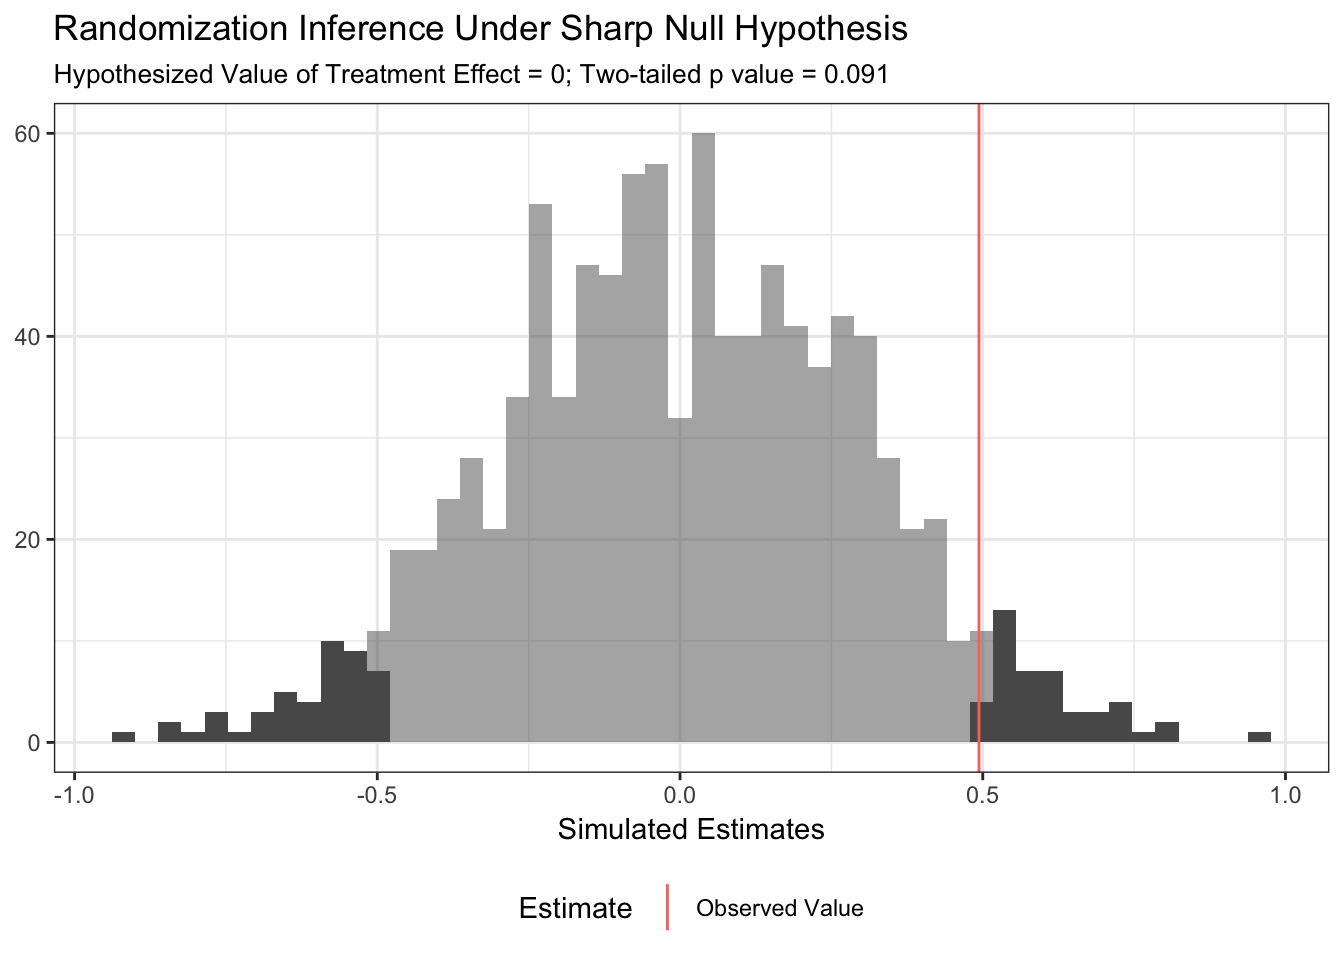 Randomization Inference Under Sharp Null Hypothesis
Hypothesized Value of Treatment Effect = 0; Two-tailed p value = 0.091
60
40
20
0
-1.0 -0.5 0.0 0.5 1.0
Simulated Estimates
Estimate Observed Value